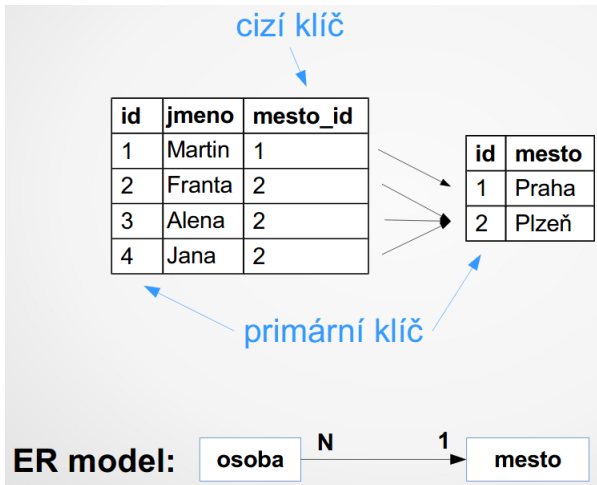 cizí klíč
id jmeno mesto_id
1 Martin 1
2 Franta 2
3 Alena 2
4 Jana 2
id mesto
1 Praha
2 Plzeň
primární klíč
ER model: osoba N 1 mesto